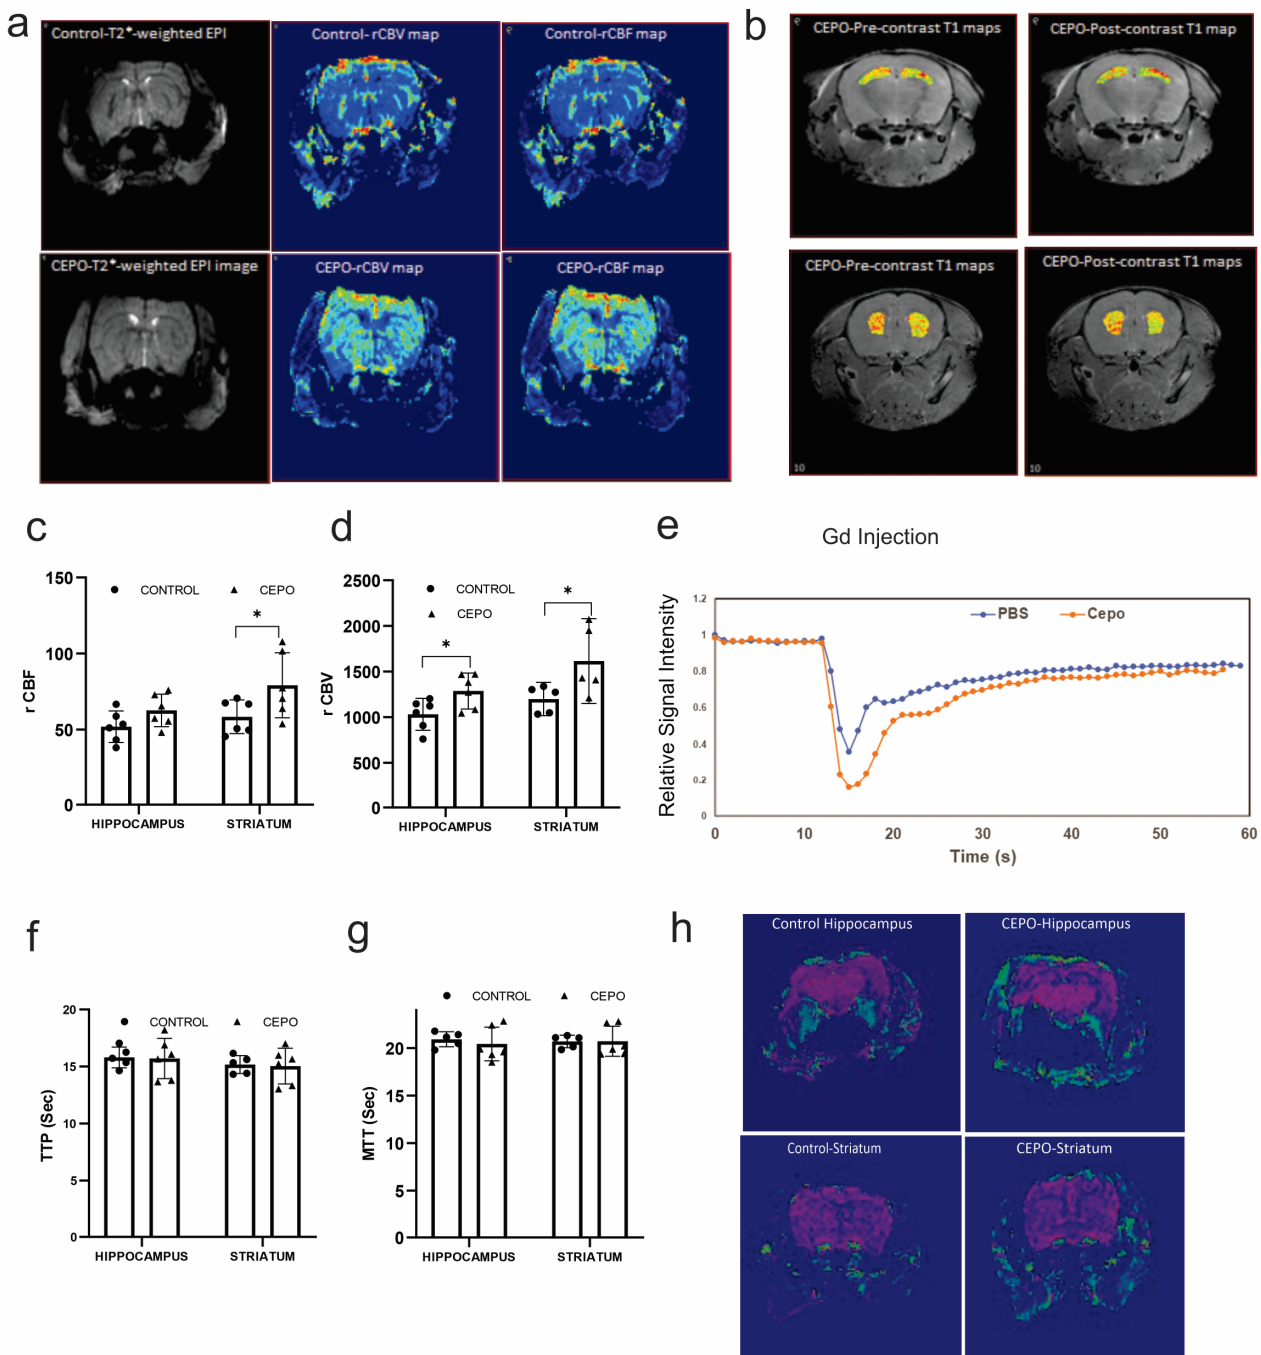 a
Control-T2*-weighted EPI
Control- rCBV map
Control-rCBF map
CEPO-T2*-weighted EPI image
CEPO-rCBV map
CEPO-rCBF map
b
CEPO-Pre-contrast T1 maps
CEPO-Post-contrast T1 map
CEPO-Pre-contrast T1 maps
CEPO-Post-contrast T1 maps
10
10
c
150
100
50
0
r CBF
CONTROL
CEPO
*
HIPPOCAMPUS
STRIATUM
d
2500
2000
1500
1000
500
0
r CBV
CONTROL
CEPO
*
*
HIPPOCAMPUS
STRIATUM
e
Gd Injection
1.2
1
0.8
0.6
0.4
0.2
0
Relative Signal Intensity
PBS
Cepo
0
10
20
30
40
50
60
Time (s)
f
20
15
10
5
0
TTP (Sec)
CONTROL
CEPO
HIPPOCAMPUS
STRIATUM
g
20
15
10
5
0
MTT (Sec)
CONTROL
CEPO
HIPPOCAMPUS
STRIATUM
h
Control Hippocampus
CEPO-Hippocampus
Control-Striatum
CEPO-Striatum